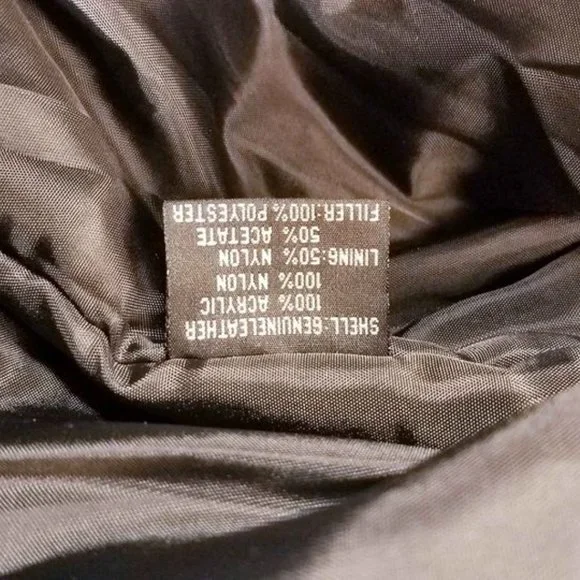 SHELL:GENUINELEATHER
100% ACRYLIC
100% NYLON
LINING:50% NYLON
50% ACETATE
FILLER:100% POLYESTER